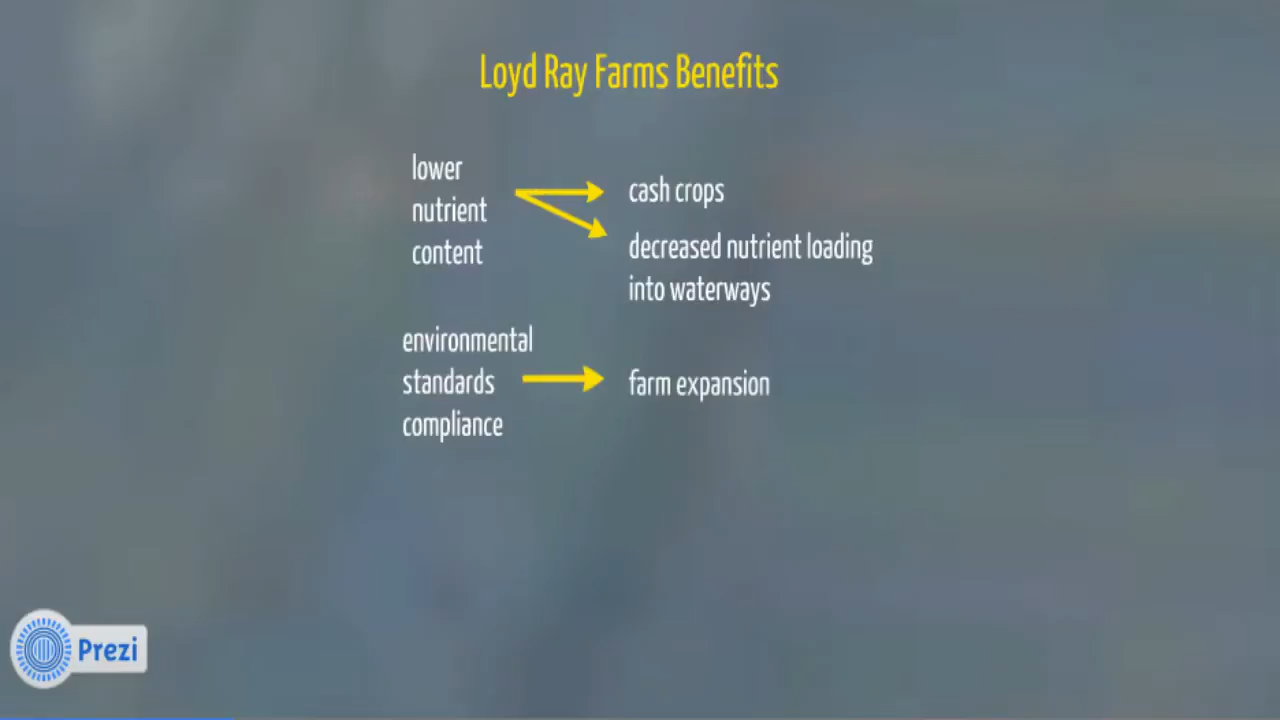 Loyd Ray Farms Benefits
lower
nutrient
content
cash crops
decreased nutrient loading
into waterways
environmental
standards
compliance
farm expansion
Prezi